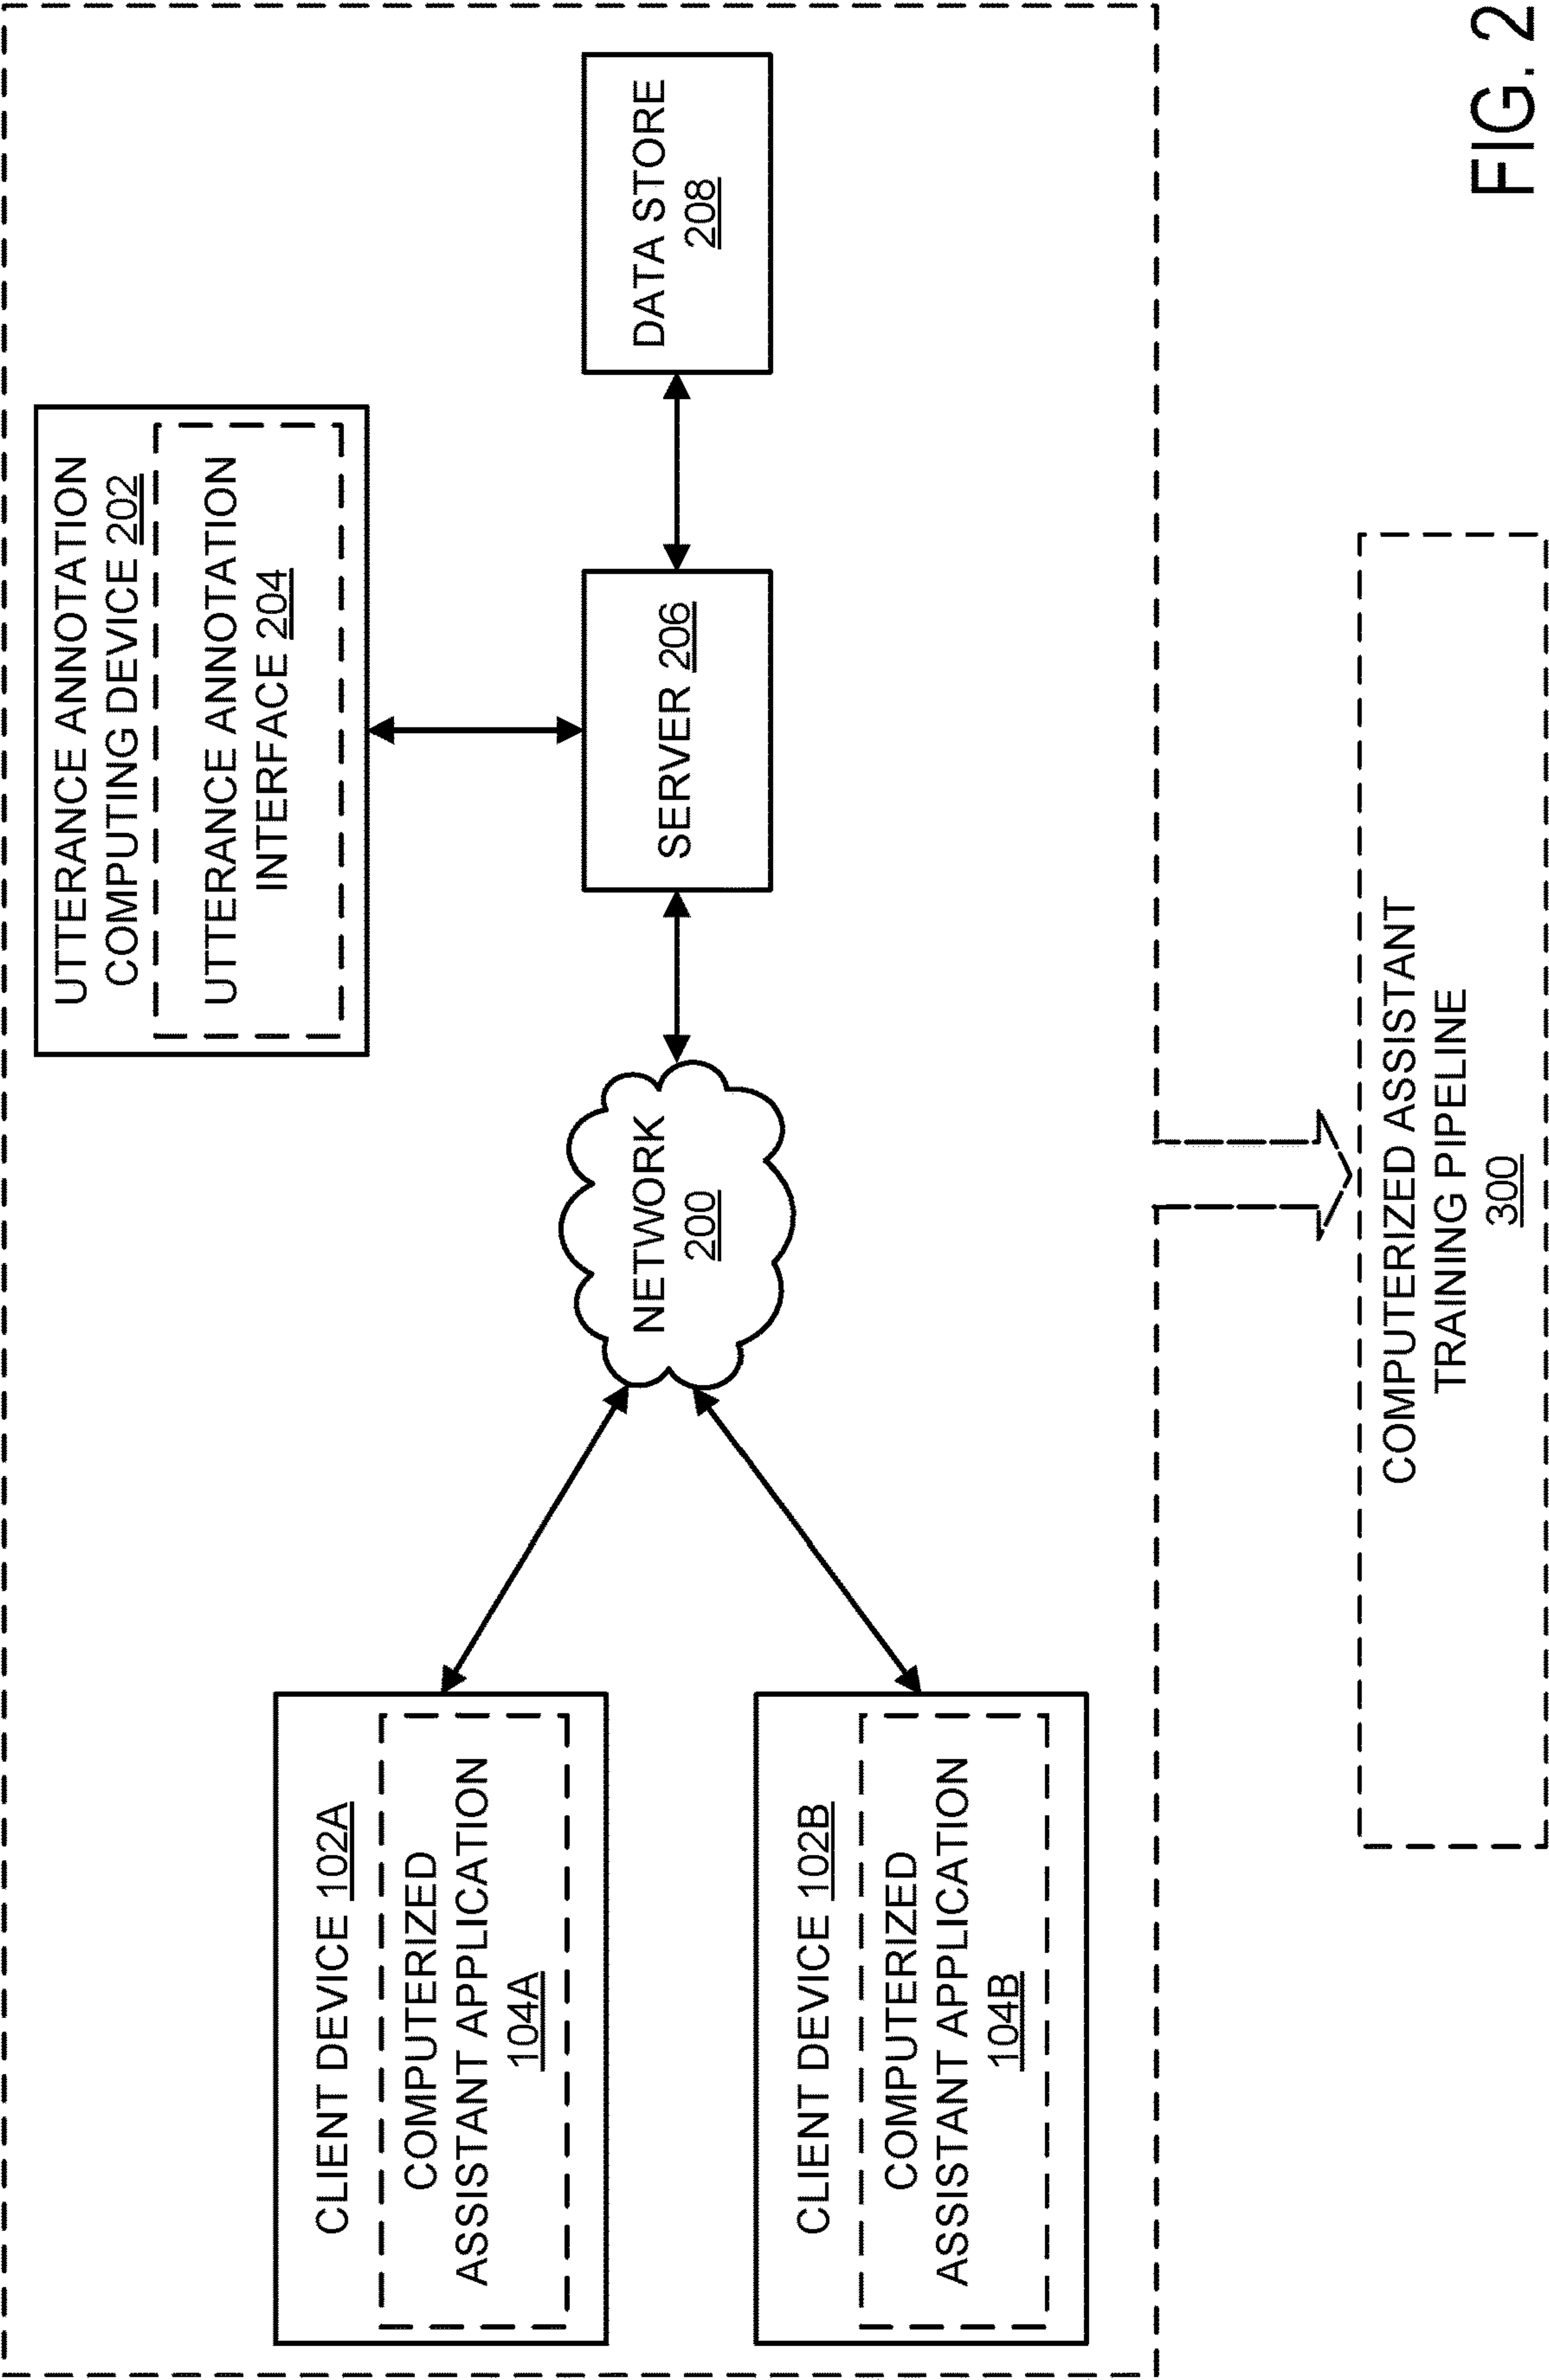 UTTERANCE ANNOTATION
COMPUTING DEVICE 202
UTTERANCE ANNOTATION
INTERFACE 204
CLIENT DEVICE 102A
COMPUTERIZED
ASSISTANT APPLICATION
104A
NETWORK
200
SERVER 206
DATA STORE
208
CLIENT DEVICE 102B
COMPUTERIZED
ASSISTANT APPLICATION
104B
COMPUTERIZED ASSISTANT
TRAINING PIPELINE
300
FIG. 2